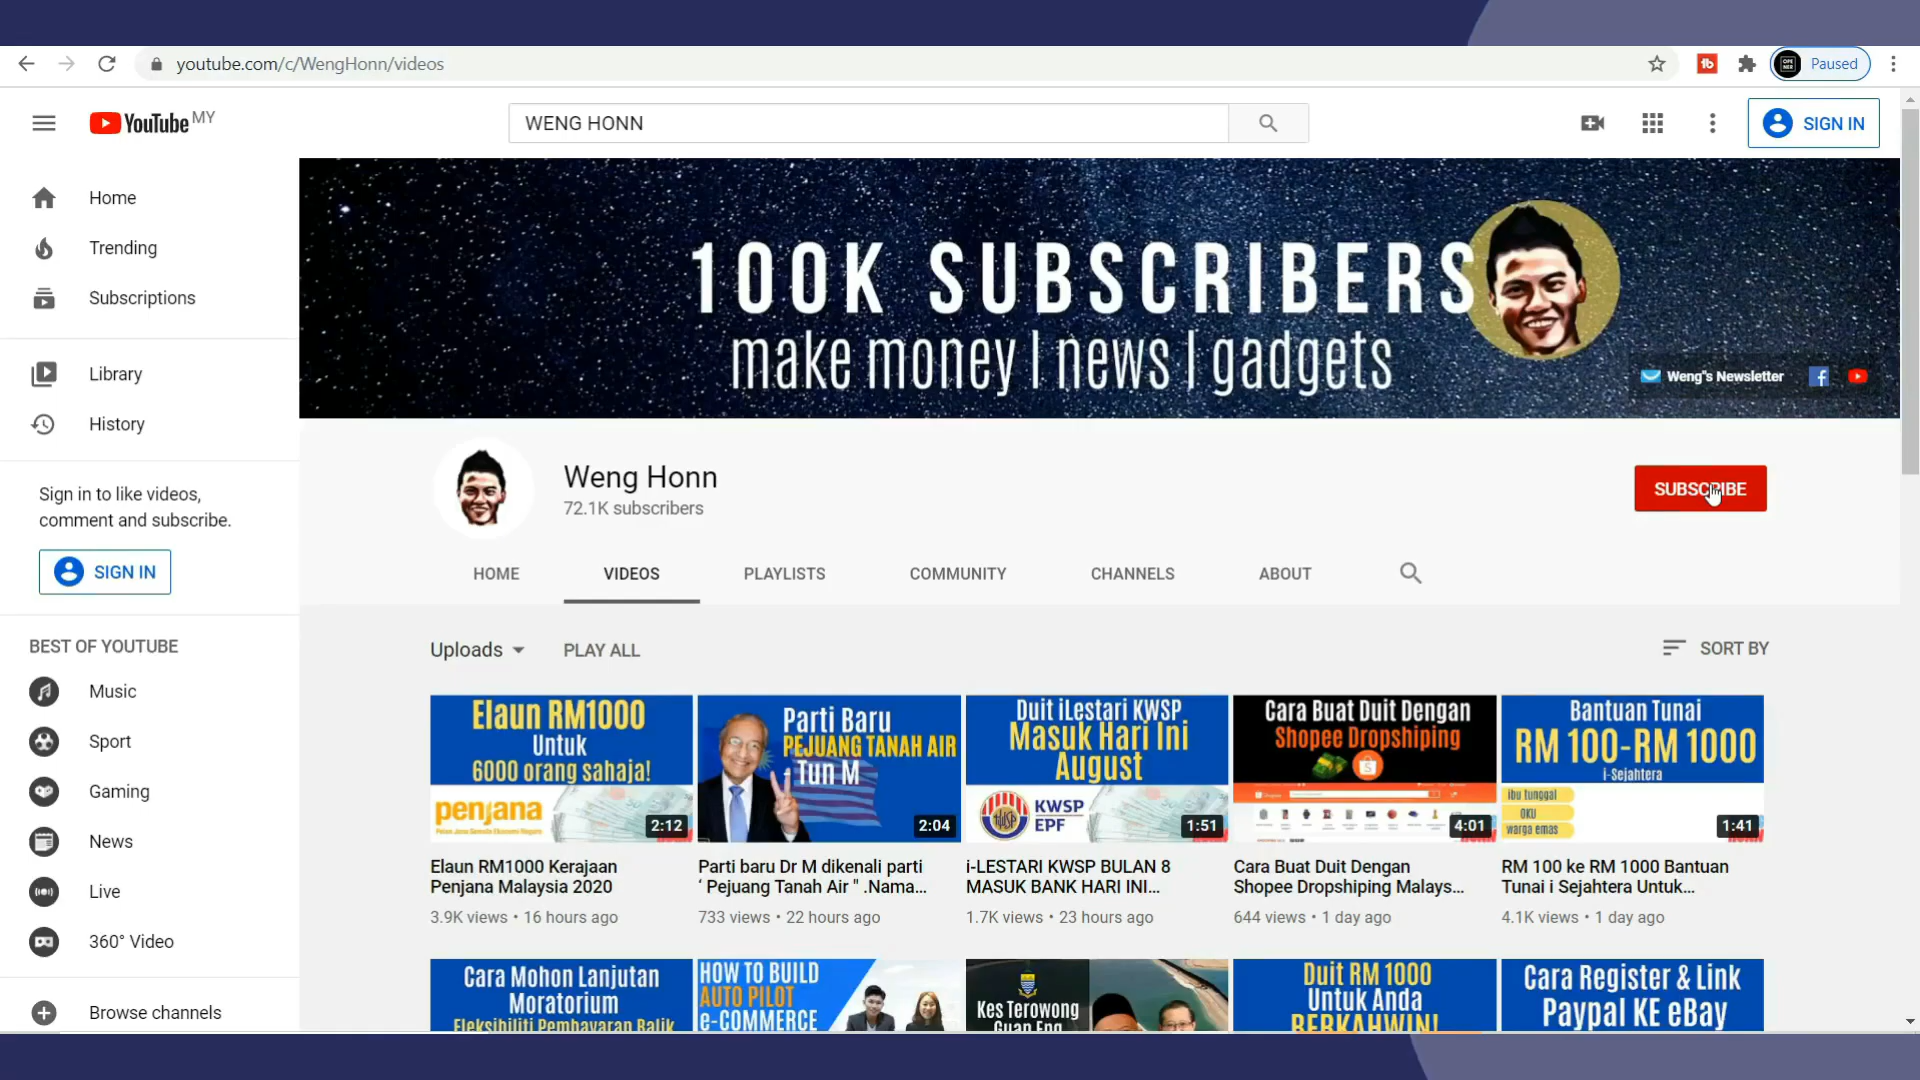 youtube.com/c/WengHonn/videos
Paused
YouTube MY
WENG HONN
SIGN IN
Home
Trending
Subscriptions
Library
History
Sign in to like videos,
comment and subscribe.
SIGN IN
BEST OF YOUTUBE
Music
Sport
Gaming
News
Live
360° Video
Browse channels
100K SUBSCRIBERS
make money | news | gadgets
Weng"s Newsletter
Weng Honn
72.1K subscribers
SUBSCRIBE
HOME
VIDEOS
PLAYLISTS
COMMUNITY
CHANNELS
ABOUT
Uploads
PLAY ALL
SORT BY
Elaun RM1000
Untuk
6000 orang sahaja!
penjana
2:12
Elaun RM1000 Kerajaan
Penjana Malaysia 2020
3.9K views • 16 hours ago
Parti Baru
PEJUANG TANAH AIR
- Tun M
2:04
Parti baru Dr M dikenali parti
‘ Pejuang Tanah Air " .Nama...
733 views • 22 hours ago
Duit iLestari KWSP
Masuk Hari Ini
August
KWSP
EPF
1:51
i-LESTARI KWSP BULAN 8
MASUK BANK HARI INI...
1.7K views • 23 hours ago
Cara Buat Duit Dengan
Shopee Dropshiping
4:01
Cara Buat Duit Dengan
Shopee Dropshiping Malays...
644 views • 1 day ago
Bantuan Tunai
RM 100-RM 1000
i-Sejahtera
ibu tunggal
OKU
warga emas
1:41
RM 100 ke RM 1000 Bantuan
Tunai i Sejahtera Untuk...
4.1K views • 1 day ago
Cara Mohon Lanjutan
Moratorium
Fleksibiliti Pembayaran Balik
HOW TO BUILD
AUTO PILOT
e-COMMERCE
Kes Terowong
Guan Eng
Duit RM 1000
Untuk Anda
BERKAHWIN!
Cara Register & Link
Paypal KE eBay